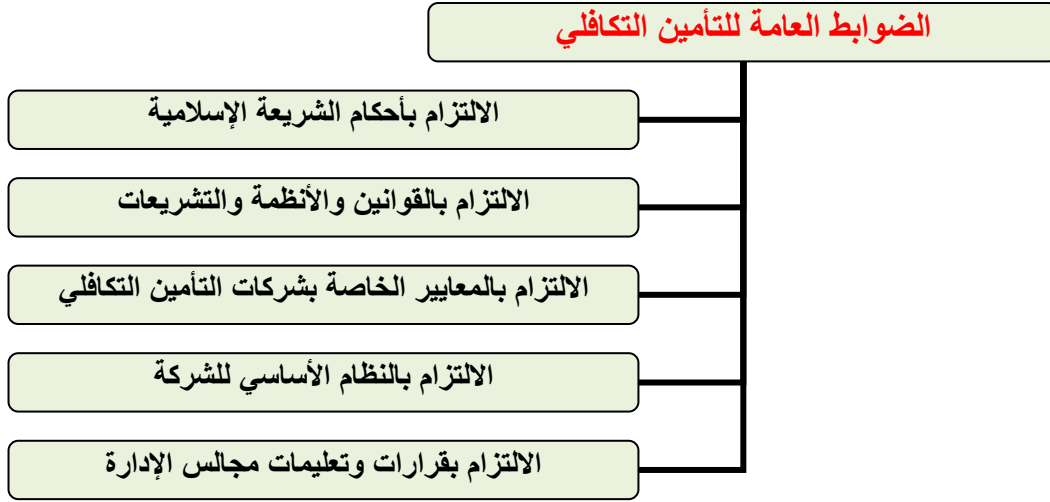 الضوابط العامة للتأمين التكافلي
الالتزام بأحكام الشريعة الإسلامية
الالتزام بالقوانين والأنظمة والتشريعات
الالتزام بالمعايير الخاصة بشركات التأمين التكافلي
الالتزام بالنظام الأساسي للشركة
الالتزام بقرارات وتعليمات مجالس الإدارة